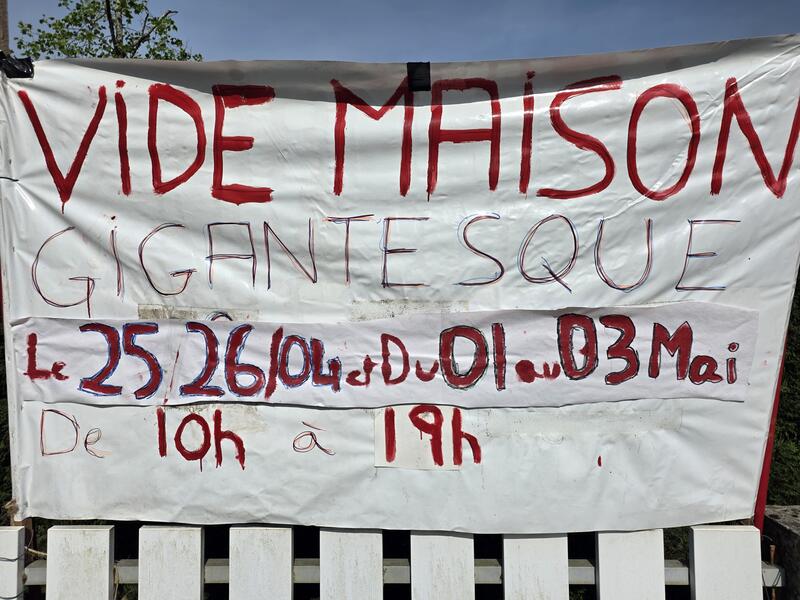 VIDE MAISON
GIGANTESQUE
Le 25/26/04 et Du 01 au 03 Mai
De 10h à 19h